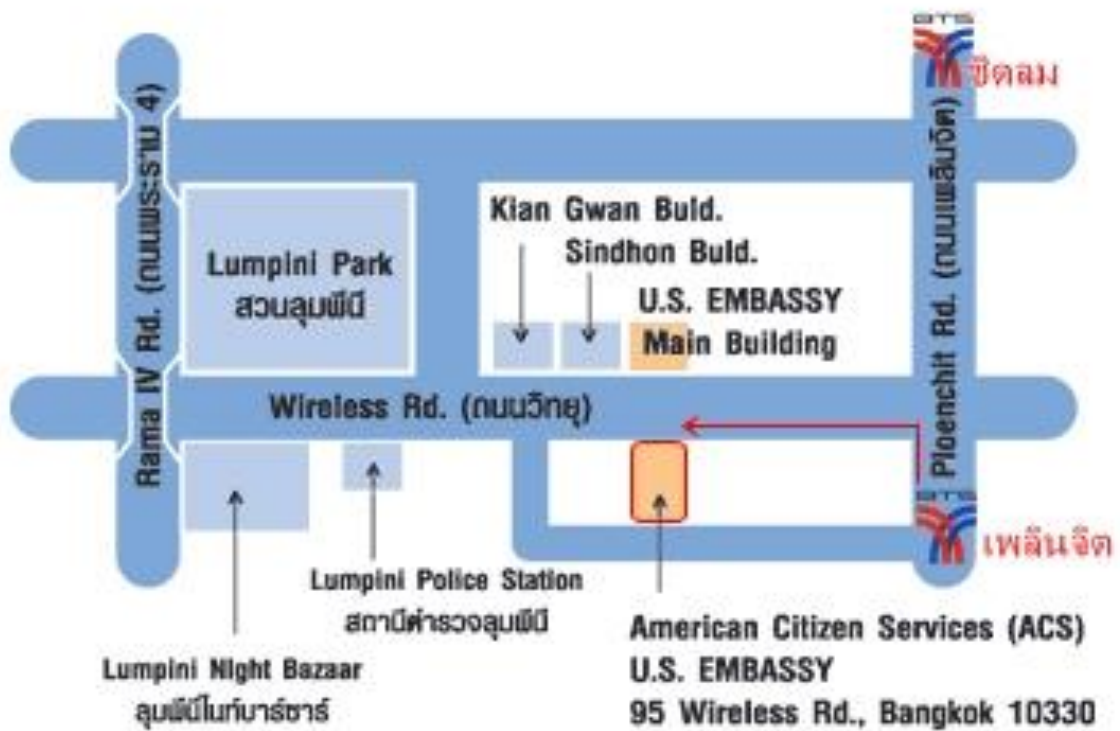 BTS
ชิดลม
Rama IV Rd. (ถนนพระราม 4)
Ploenchit Rd. (ถนนเพลินจิต)
Kian Gwan Buld.
Sindhon Buld.
Lumpini Park
สวนลุมพีนี
U.S. EMBASSY
Main Building
Wireless Rd. (ถนนวิทยุ)
BTS
เพลินจิต
Lumpini Police Station
สถานีตำรวจลุมพีนี
Lumpini Night Bazaar
ลุมพีนีไนท์บาร์ซาร์
American Citizen Services (ACS)
U.S. EMBASSY
95 Wireless Rd., Bangkok 10330